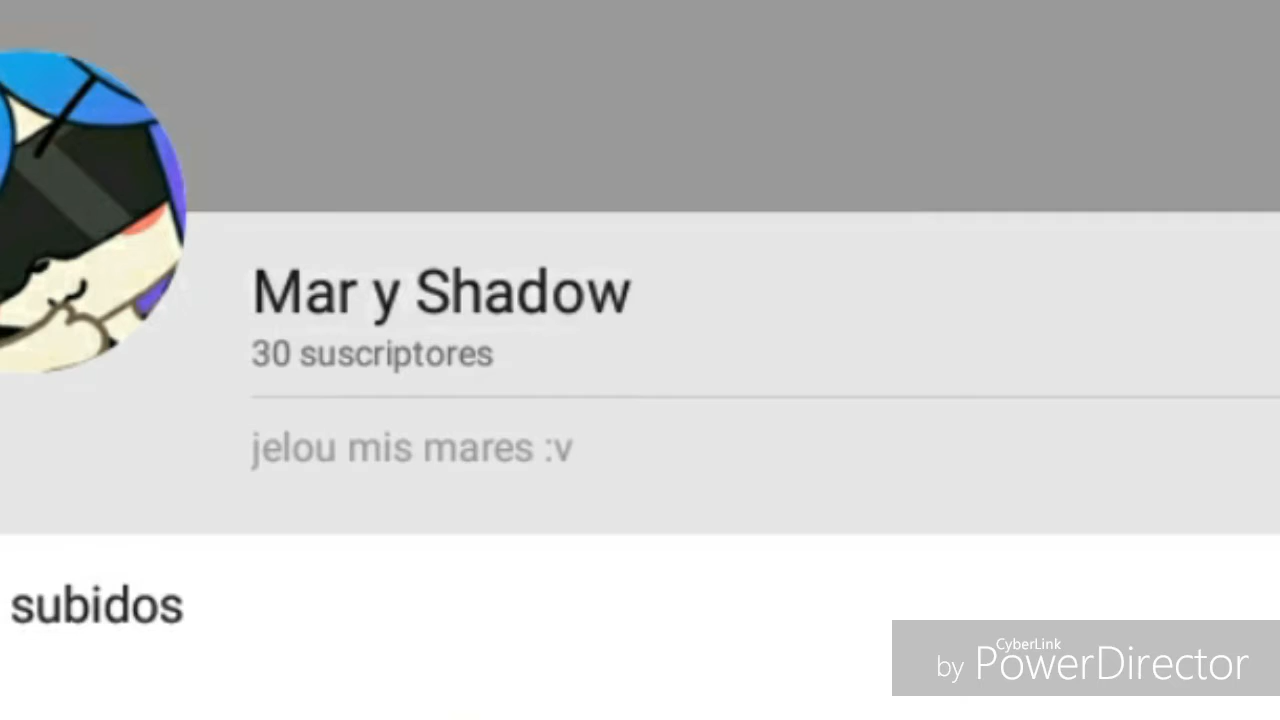 Mar y Shadow
30 suscriptores
jelou mis mares :v
subidos
CyberLink
by PowerDirector